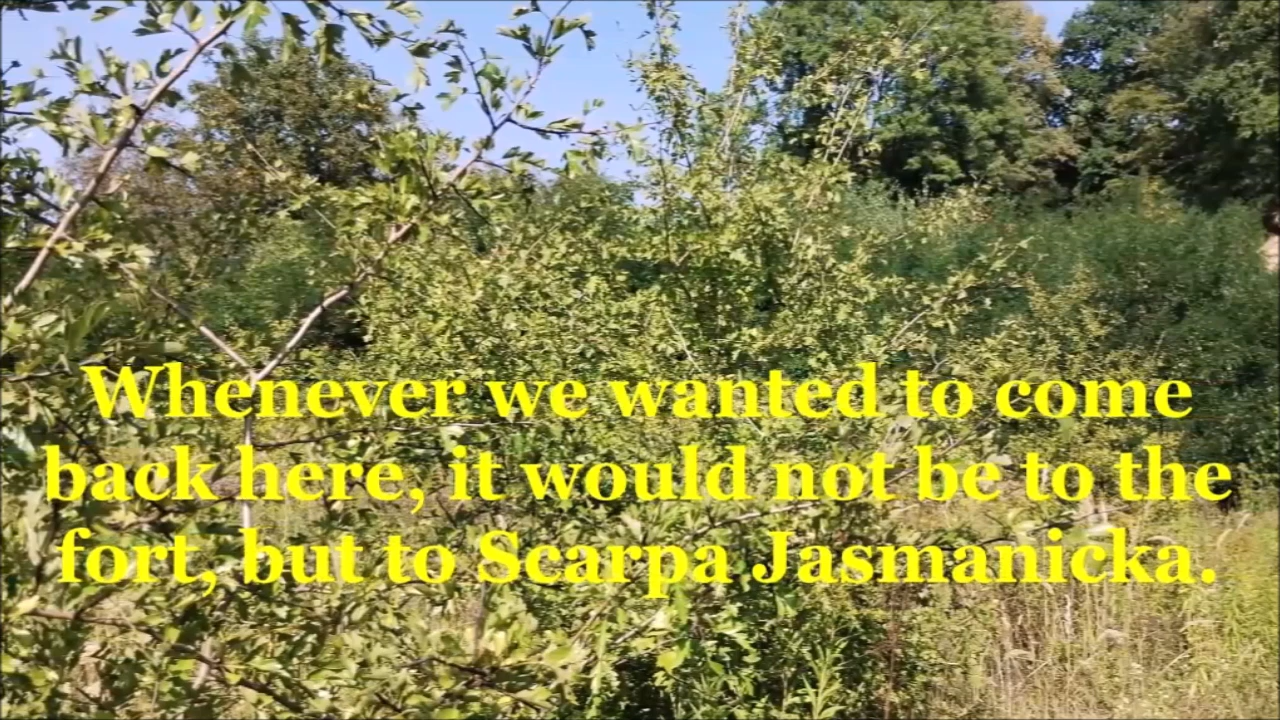 Whenever we wanted to come
back here, it would not be to the
fort, but to Scarpa Jasmanicka.